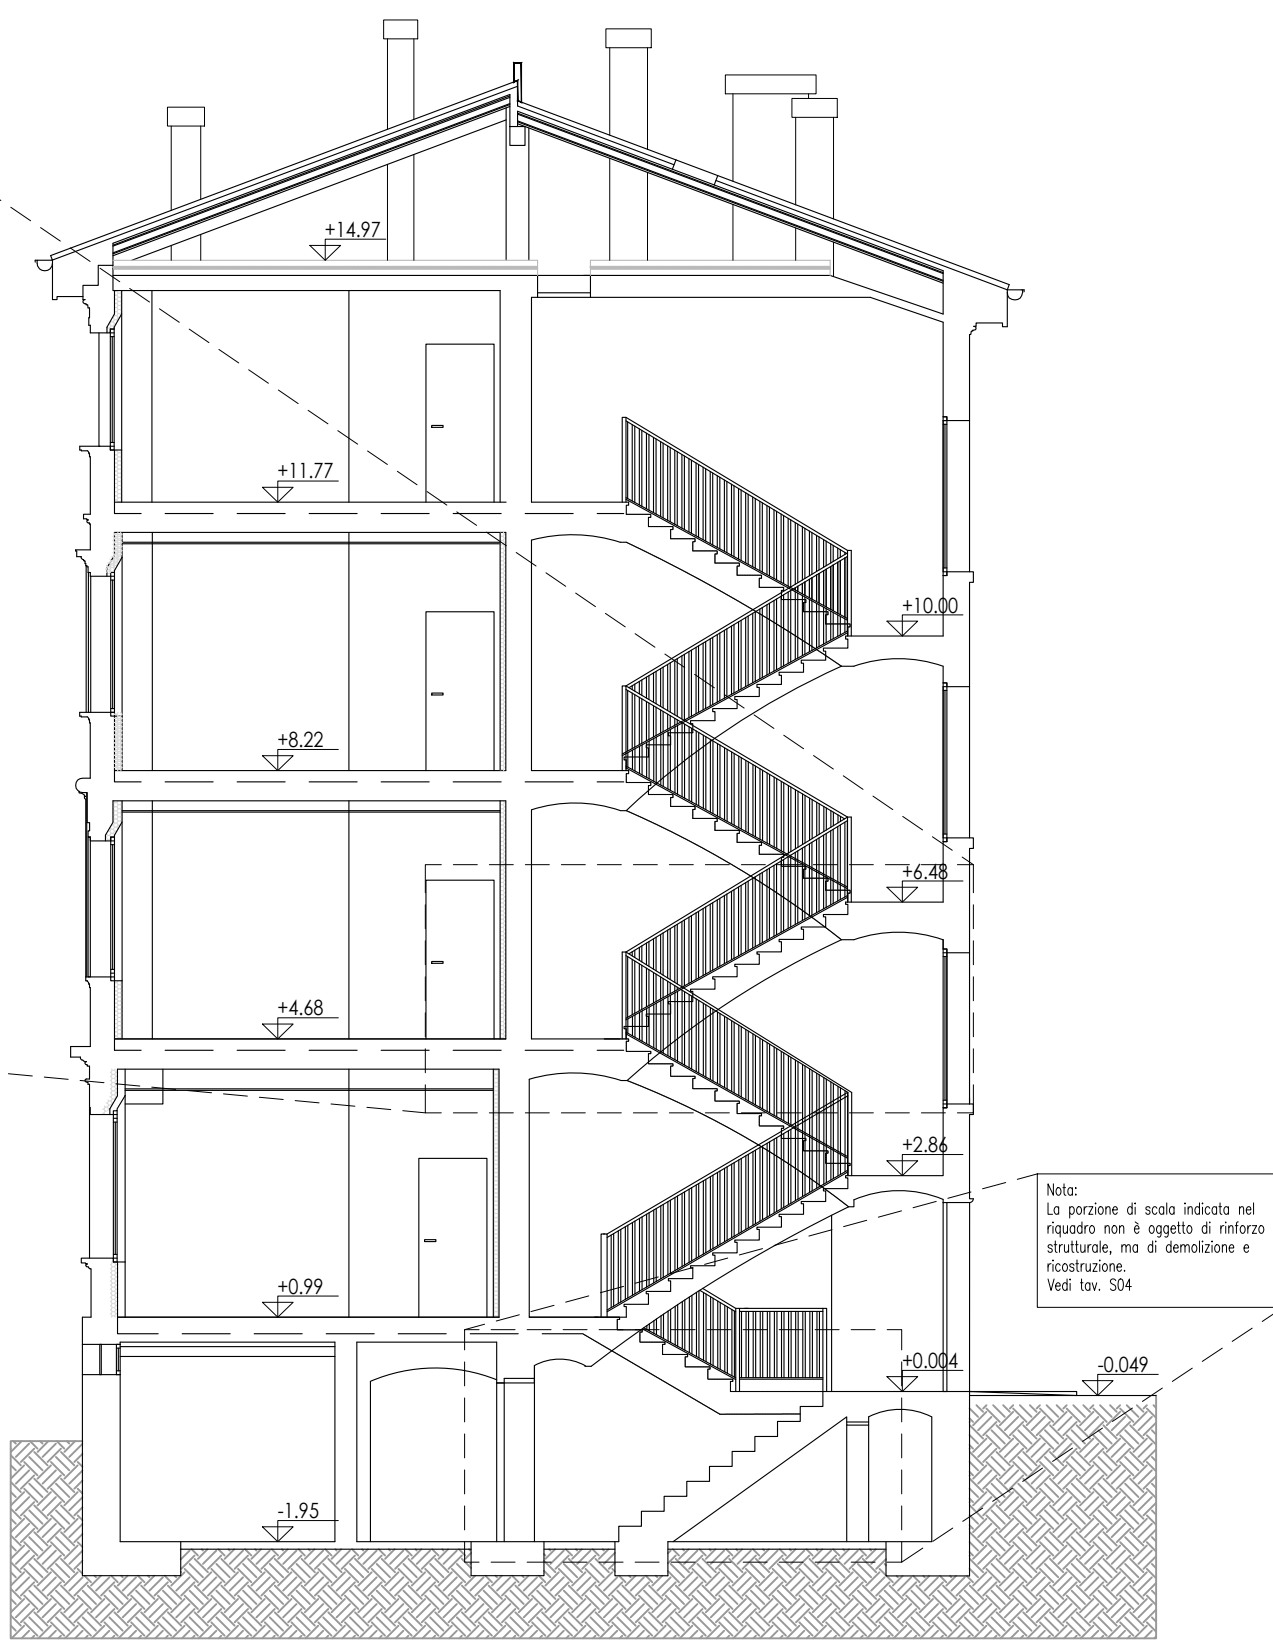 +14.97
+11.77
+10.00
+8.22
+6.48
+4.68
+2.86
Nota:
La porzione di scala indicata nel
riquadro non è oggetto di rinforzo
strutturale, ma di demolizione e
ricostruzione.
Vedi tav. S04
+0.99
+0.004
-0.049
-1.95